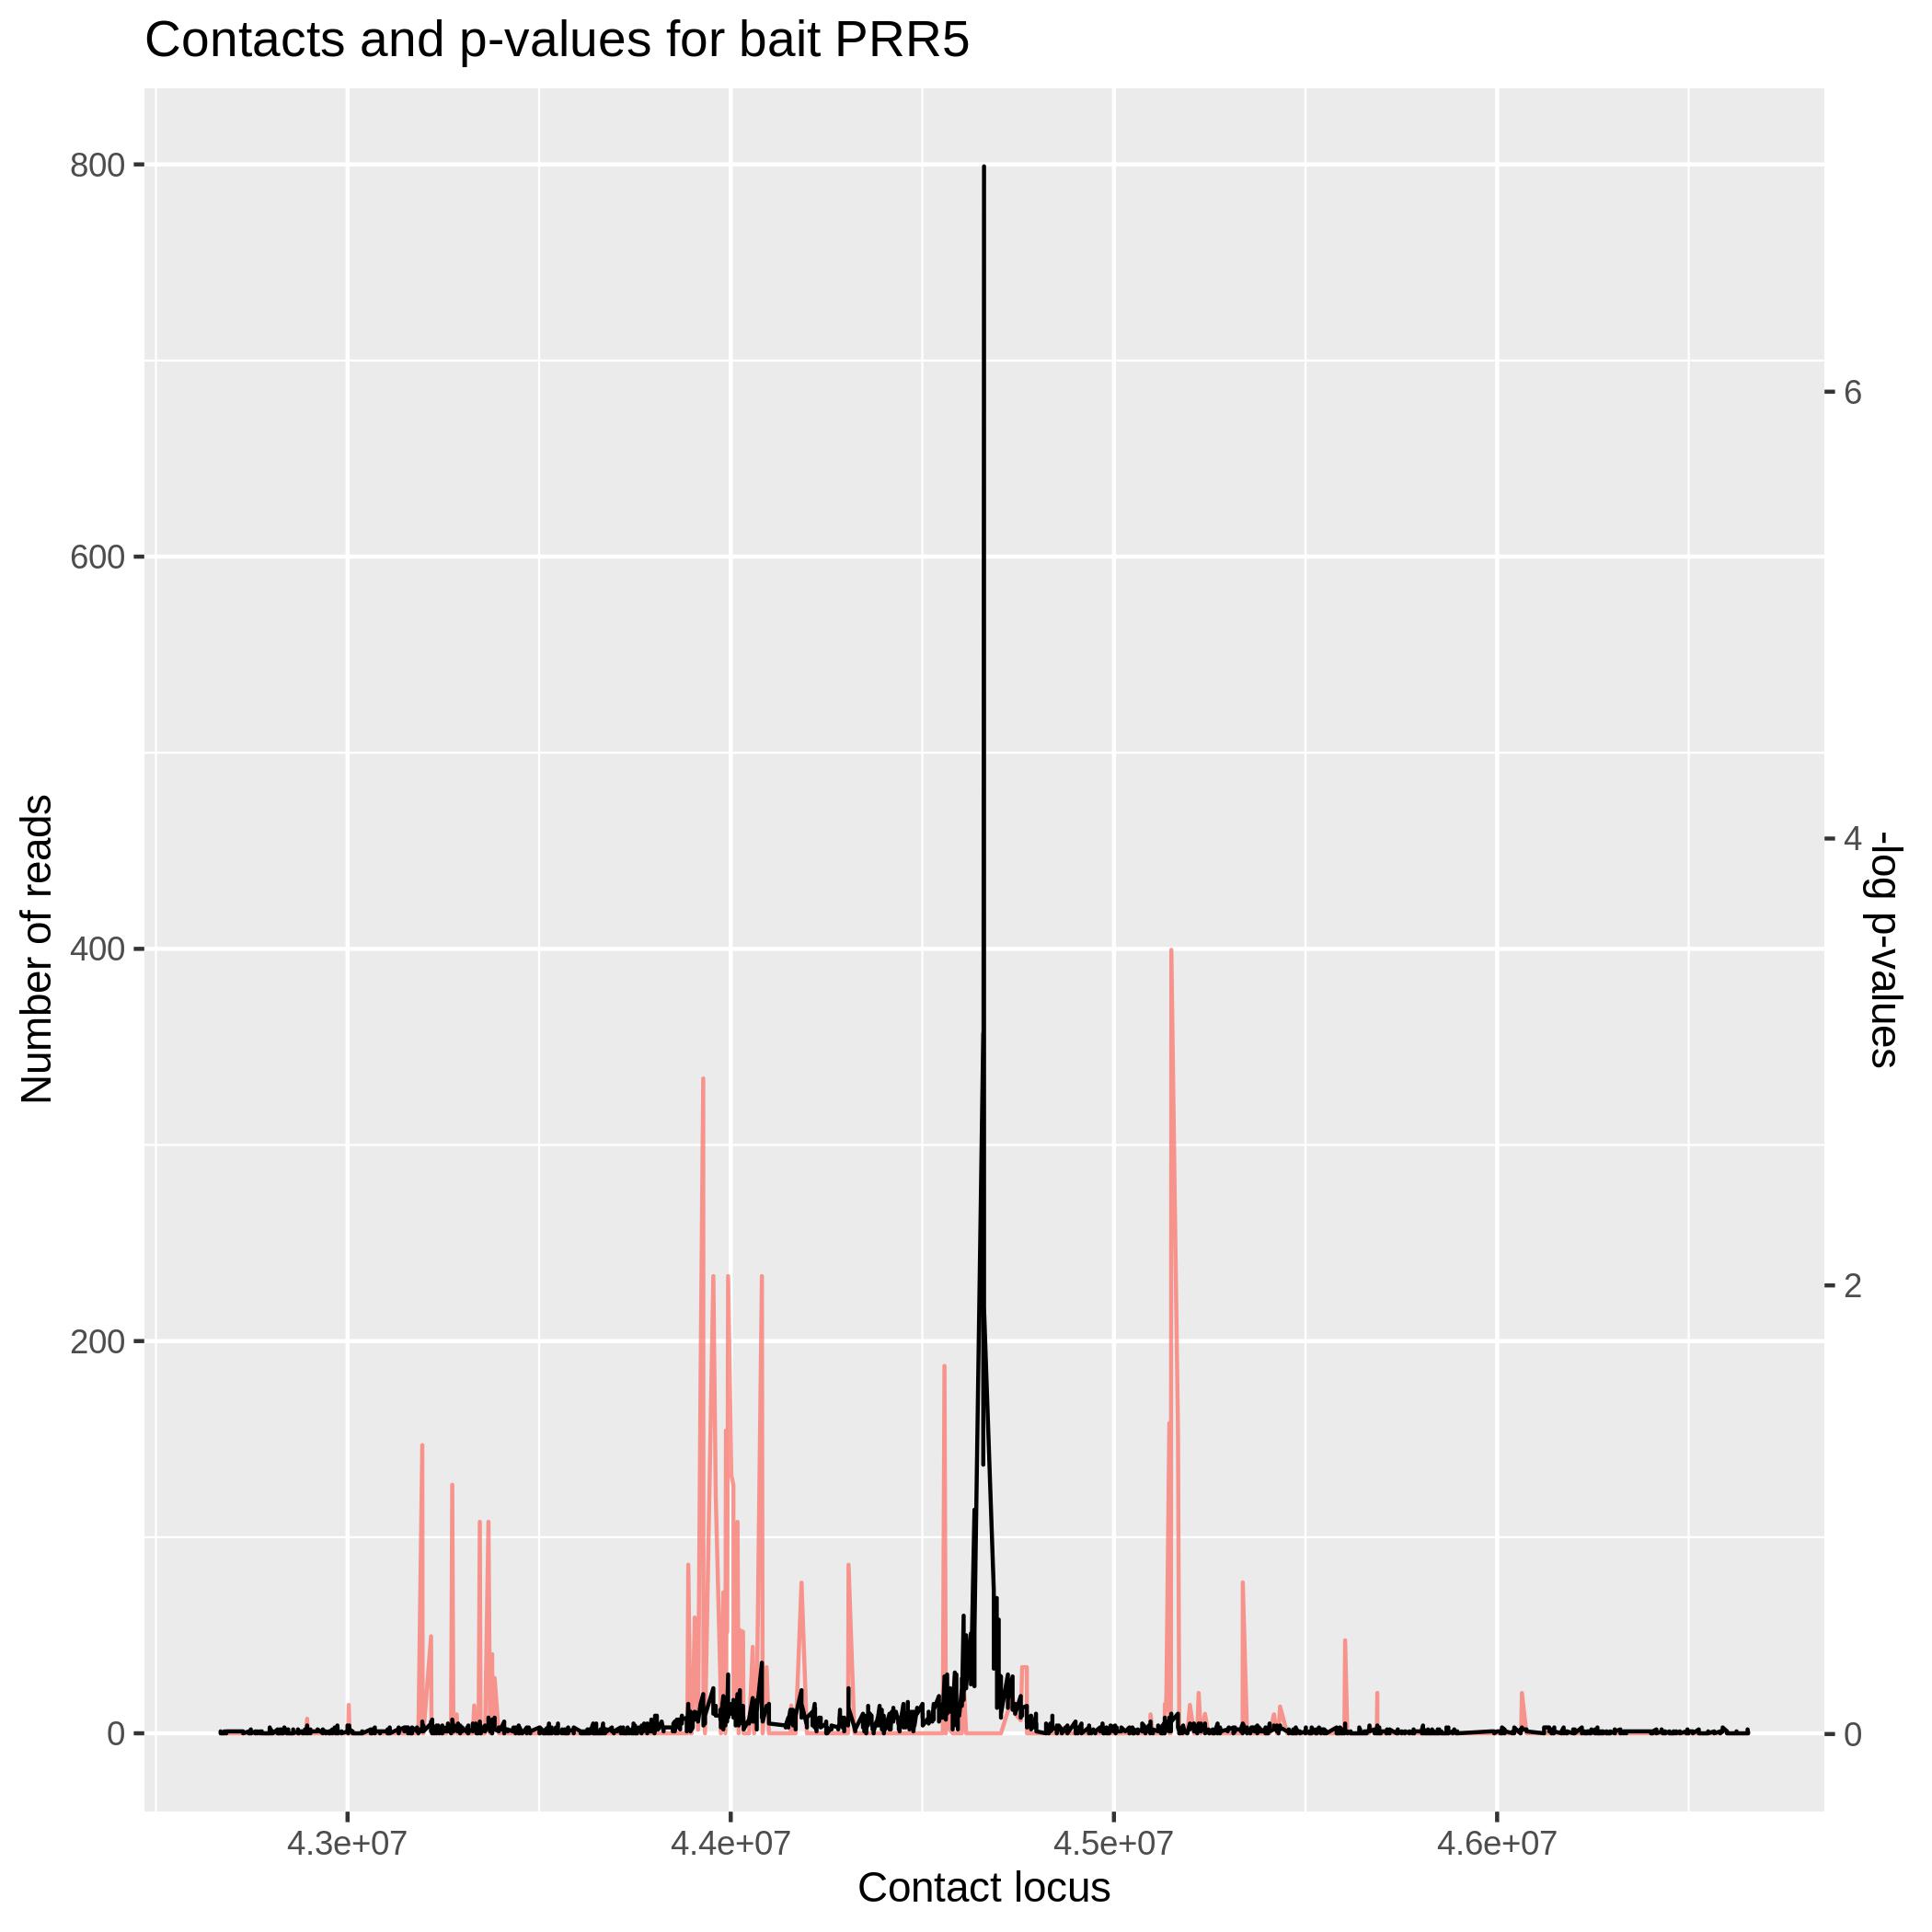 Contacts and p-values for bait PRR5
800
600
400
200
0
Number of reads
6
4
2
0
-log p-values
4.3e+07
4.4e+07
4.5e+07
4.6e+07
Contact locus